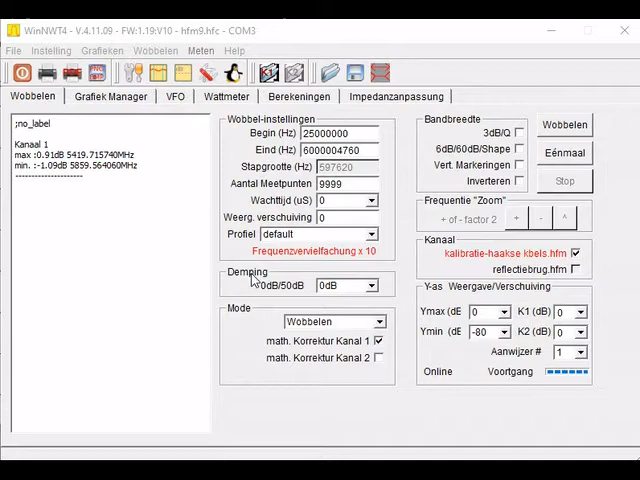 WinNWT4 - V.4.11.09 - FW:1.19:V10 - hfm9.hfc - COM3
File Instelling Grafieken Wobbelen Meten Help
Wobbelen Grafiek Manager VFO Wattmeter Berekeningen Impedanzaanpassing
;no_label
Kanaal 1
max :0.91dB 5419.715740MHz
min. :-1.09dB 5859.564060MHz
---------------------
Wobbel-instellingen
Begin (Hz) 25000000
Eind (Hz) 6000004760
Stapgrootte (Hz) 597620
Aantal Meetpunten 9999
Wachttijd (uS) 0
Weerg. verschuiving 0
Profiel default
Frequenzvervielfachung x 10
Demping
0dB/50dB 0dB
Mode
Wobbelen
math. Korrektur Kanal 1
math. Korrektur Kanal 2
Bandbreedte
3dB/Q
6dB/60dB/Shape
Vert. Markeringen
Inverteren
Frequentie "Zoom"
+ of - factor 2 + - ^
Kanaal
kalibratie-haakse kbels.hfm
reflectiebrug.hfm
Y-as Weergave/Verschuiving
Ymax (dE 0 K1 (dB) 0
Ymin (dE -80 K2 (dB) 0
Aanwijzer # 1
Online Voortgang
Wobbelen
Eénmaal
Stop